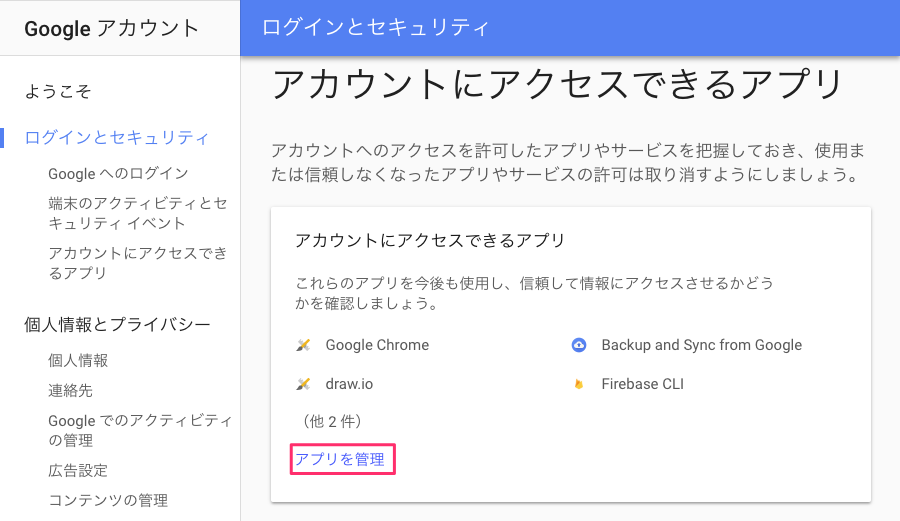 Google アカウント
ログインとセキュリティ
ようこそ
ログインとセキュリティ
Google へのログイン
端末のアクティビティとセ
キュリティ イベント
アカウントにアクセスでき
るアプリ
個人情報とプライバシー
個人情報
連絡先
Google でのアクティビティ
の管理
広告設定
コンテンツの管理
アカウントにアクセスできるアプリ
アカウントへのアクセスを許可したアプリやサービスを把握しておき、使用ま
たは信頼しなくなったアプリやサービスの許可は取り消すようにしましょう。
アカウントにアクセスできるアプリ
これらのアプリを今後も使用し、信頼して情報にアクセスさせるかどう
かを確認しましょう。
Google Chrome
Backup and Sync from Google
draw.io
Firebase CLI
（他 2 件）
アプリを管理